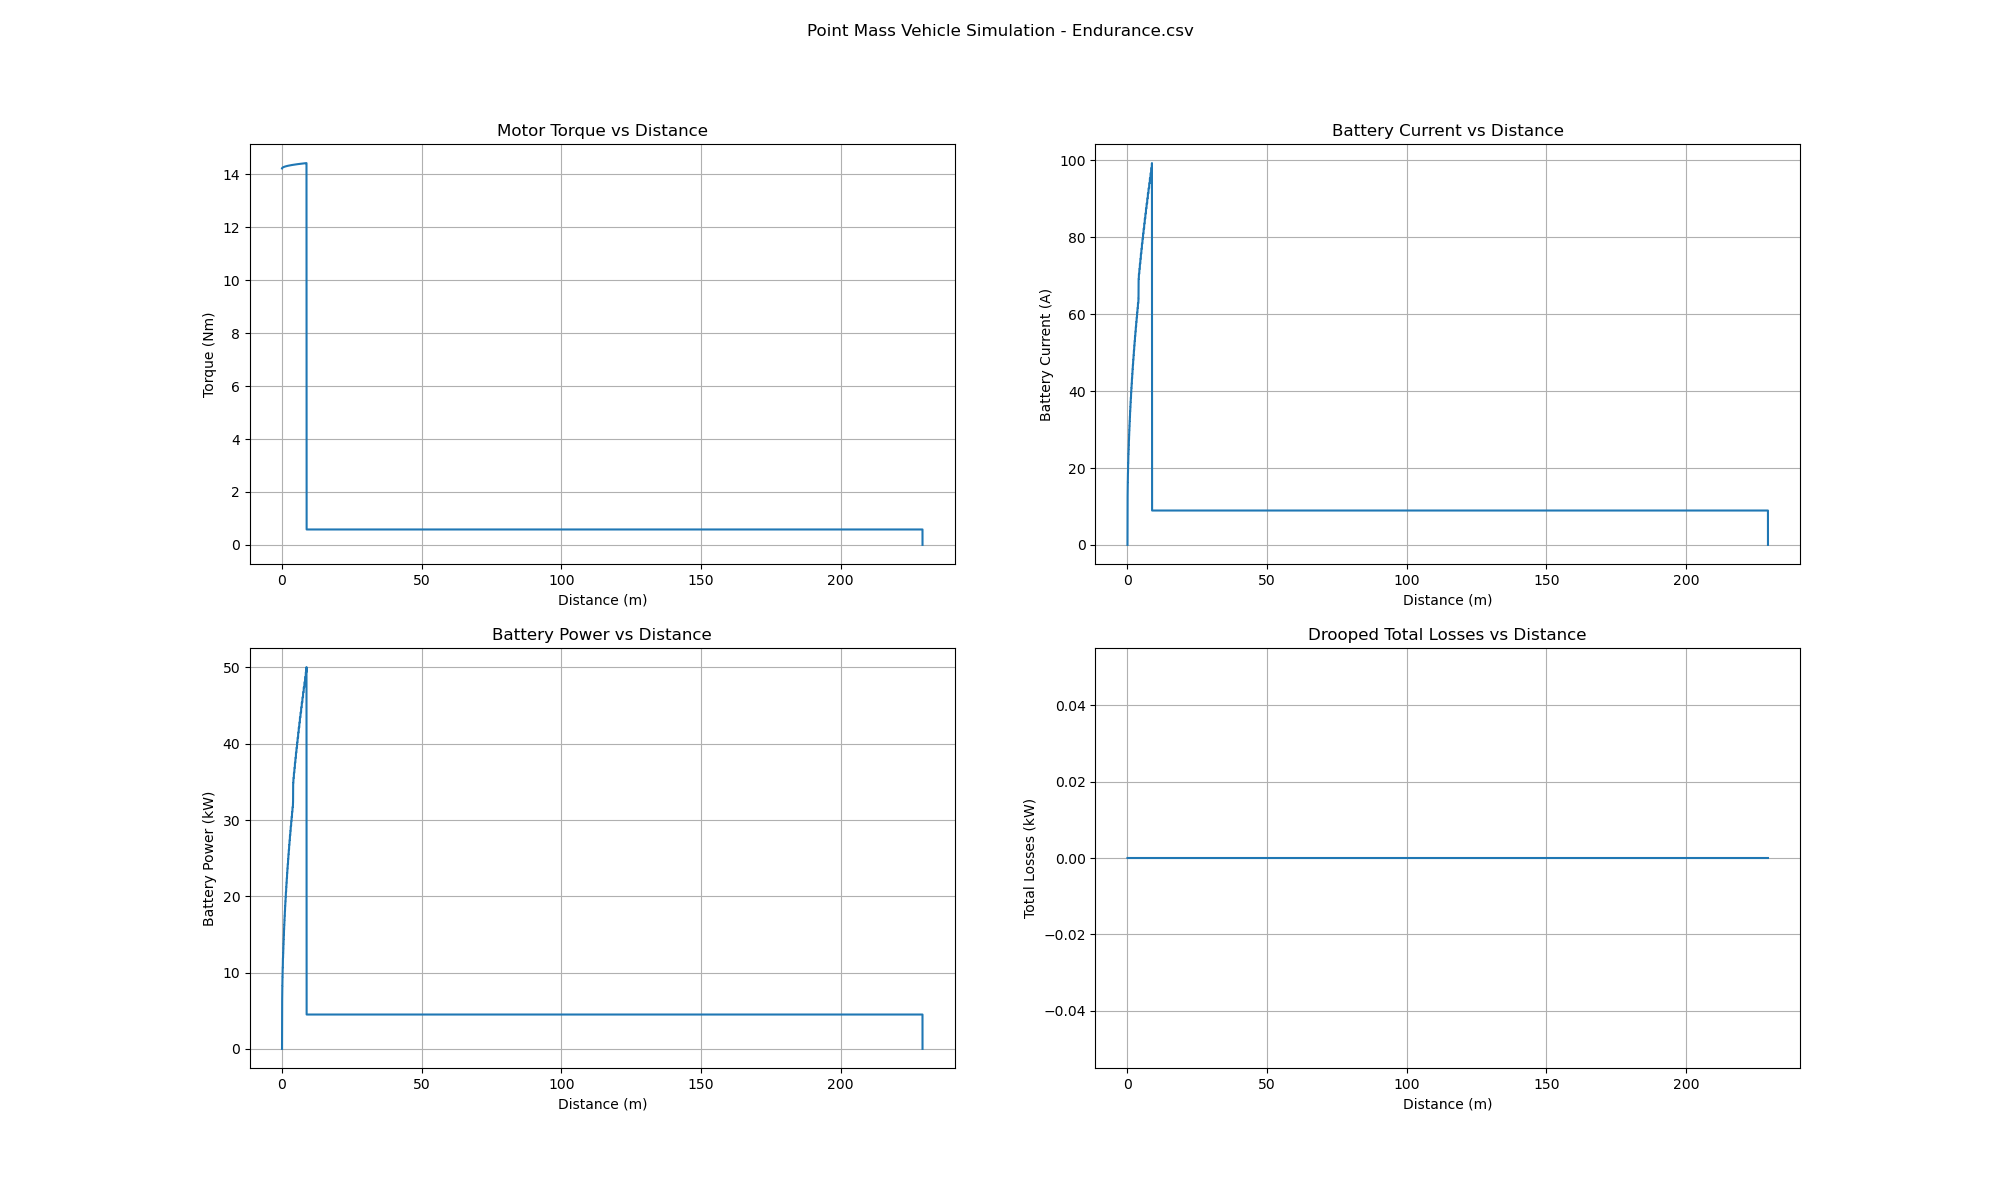 Point Mass Vehicle Simulation - Endurance.csv
Motor Torque vs Distance
Torque (Nm)
14
12
10
8
6
4
2
0
0 50 100 150 200
Distance (m)
Battery Current vs Distance
Battery Current (A)
100
80
60
40
20
0
0 50 100 150 200
Distance (m)
Battery Power vs Distance
Battery Power (kW)
50
40
30
20
10
0
0 50 100 150 200
Distance (m)
Drooped Total Losses vs Distance
Total Losses (kW)
0.04
0.02
0.00
−0.02
−0.04
0 50 100 150 200
Distance (m)